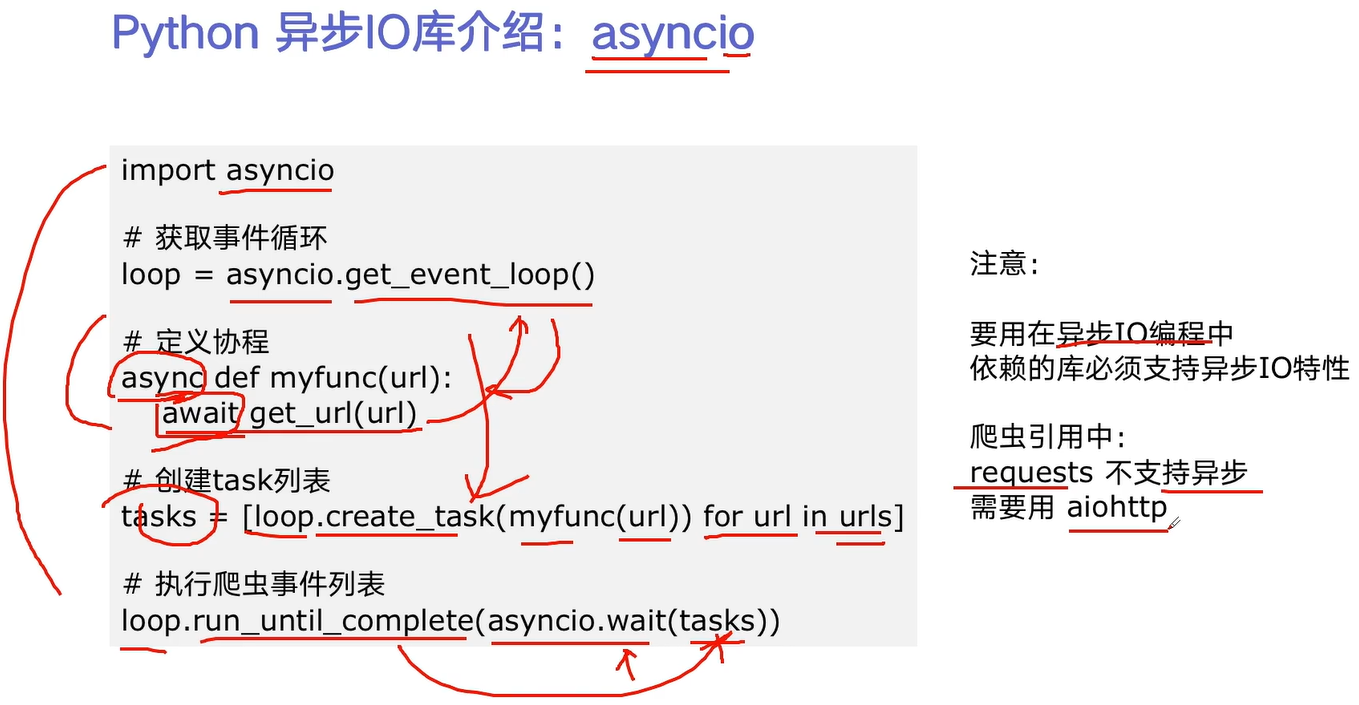 Python 异步IO库介绍：asyncio
import asyncio
# 获取事件循环
loop = asyncio.get_event_loop()
# 定义协程
async def myfunc(url):
await get_url(url)
# 创建task列表
tasks = [loop.create_task(myfunc(url)) for url in urls]
# 执行爬虫事件列表
loop.run_until_complete(asyncio.wait(tasks))
注意：
要用在异步IO编程中
依赖的库必须支持异步IO特性
爬虫引用中：
requests 不支持异步
需要用 aiohttp